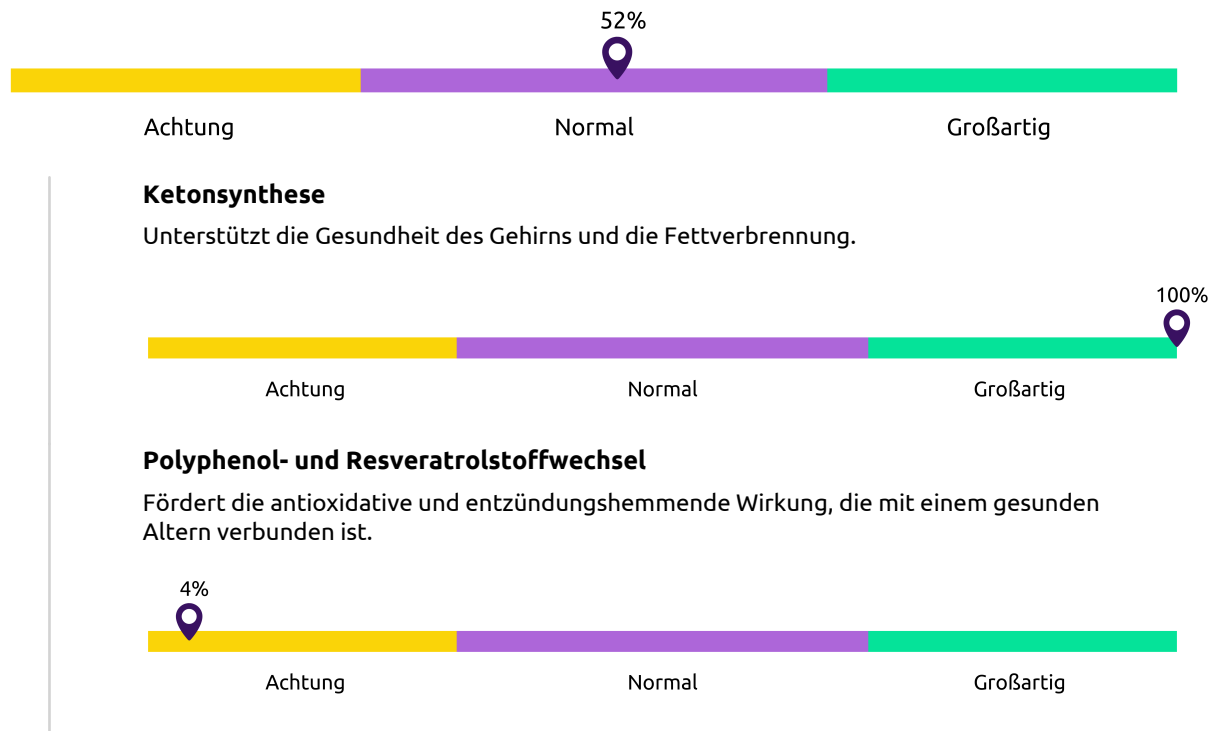 52%
Achtung Normal Großartig
Ketonsynthese
Unterstützt die Gesundheit des Gehirns und die Fettverbrennung.
100%
Achtung Normal Großartig
Polyphenol- und Resveratrolstoffwechsel
Fördert die antioxidative und entzündungshemmende Wirkung, die mit einem gesunden
Altern verbunden ist.
4%
Achtung Normal Großartig